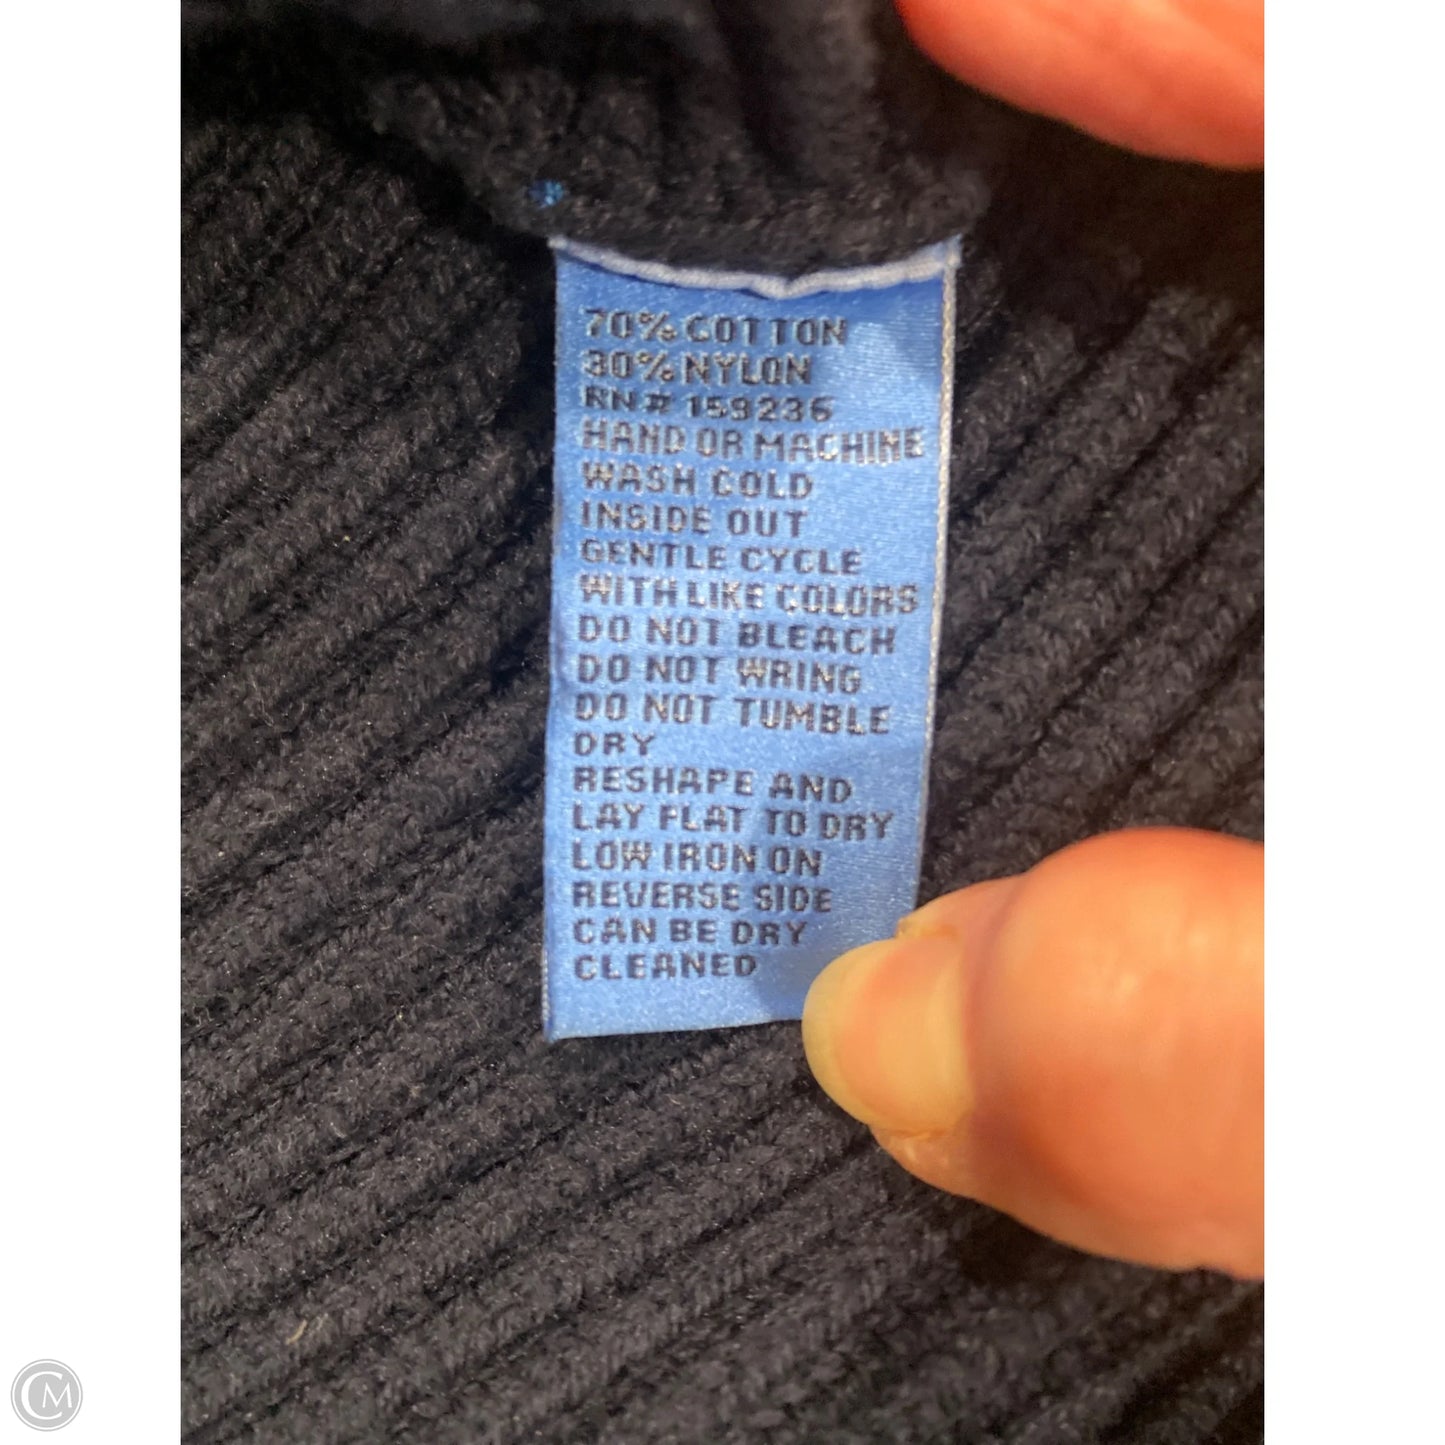 70% COTTON
30% NYLON
RN# 159236
HAND OR MACHINE
WASH COLD
INSIDE OUT
GENTLE CYCLE
WITH LIKE COLORS
DO NOT BLEACH
DO NOT WRING
DO NOT TUMBLE
DRY
RESHAPE AND
LAY FLAT TO DRY
LOW IRON ON
REVERSE SIDE
CAN BE DRY
CLEANED
CM